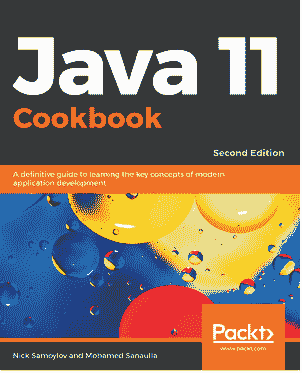 Java 11
Cookbook
Second Edition
A definitive guide to learning the key concepts of modern
application development
Packt>
www.packt.com
Nick Samoylov and Mohamed Sanaulla